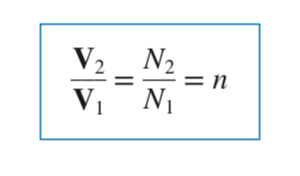 V₂/V₁ = N₂/N₁ = n